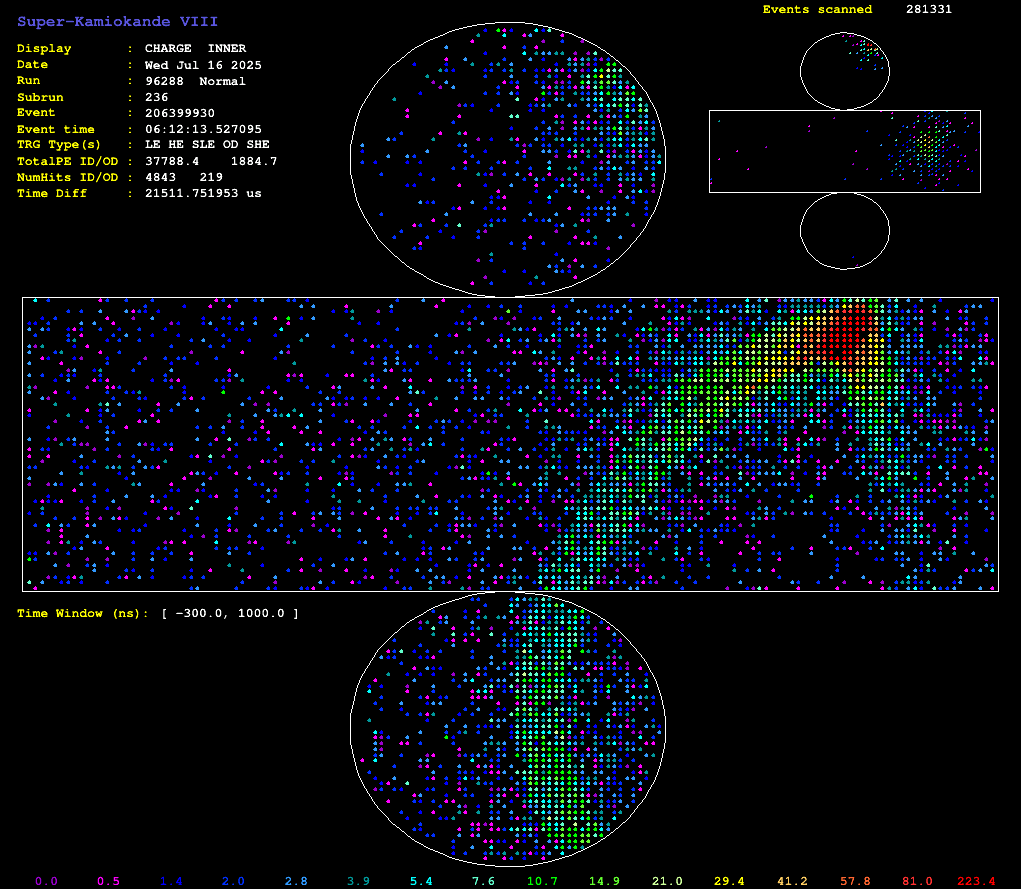 Super-Kamiokande VIII
Events scanned 281331
Display : CHARGE INNER
Date : Wed Jul 16 2025
Run : 96288 Normal
Subrun : 236
Event : 206399930
Event time : 06:12:13.527095
TRG Type(s) : LE HE SLE OD SHE
TotalPE ID/OD : 37788.4 1884.7
NumHits ID/OD : 4843 219
Time Diff : 21511.751953 us
Time Window (ns): [ -300.0, 1000.0 ]
0.0 0.5 1.4 2.0 2.8 3.9 5.4 7.6 10.7 14.9 21.0 29.4 41.2 57.8 81.0 223.4